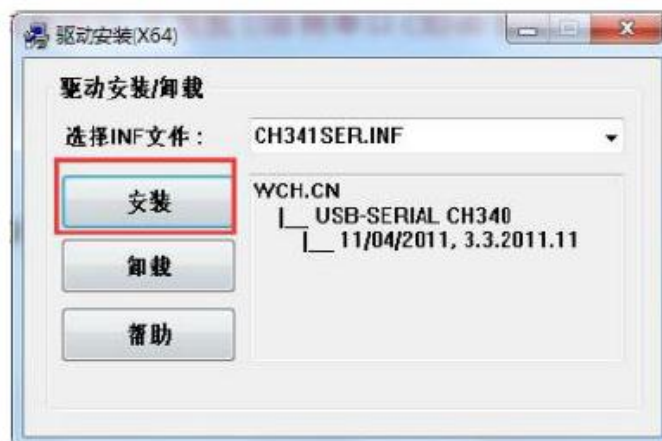 驱动安装(X64)
驱动安装/卸载
选择INF文件：
CH341SER.INF
安装
卸载
帮助
WCH.CN
|__ USB-SERIAL CH340
|__ 11/04/2011, 3.3.2011.11